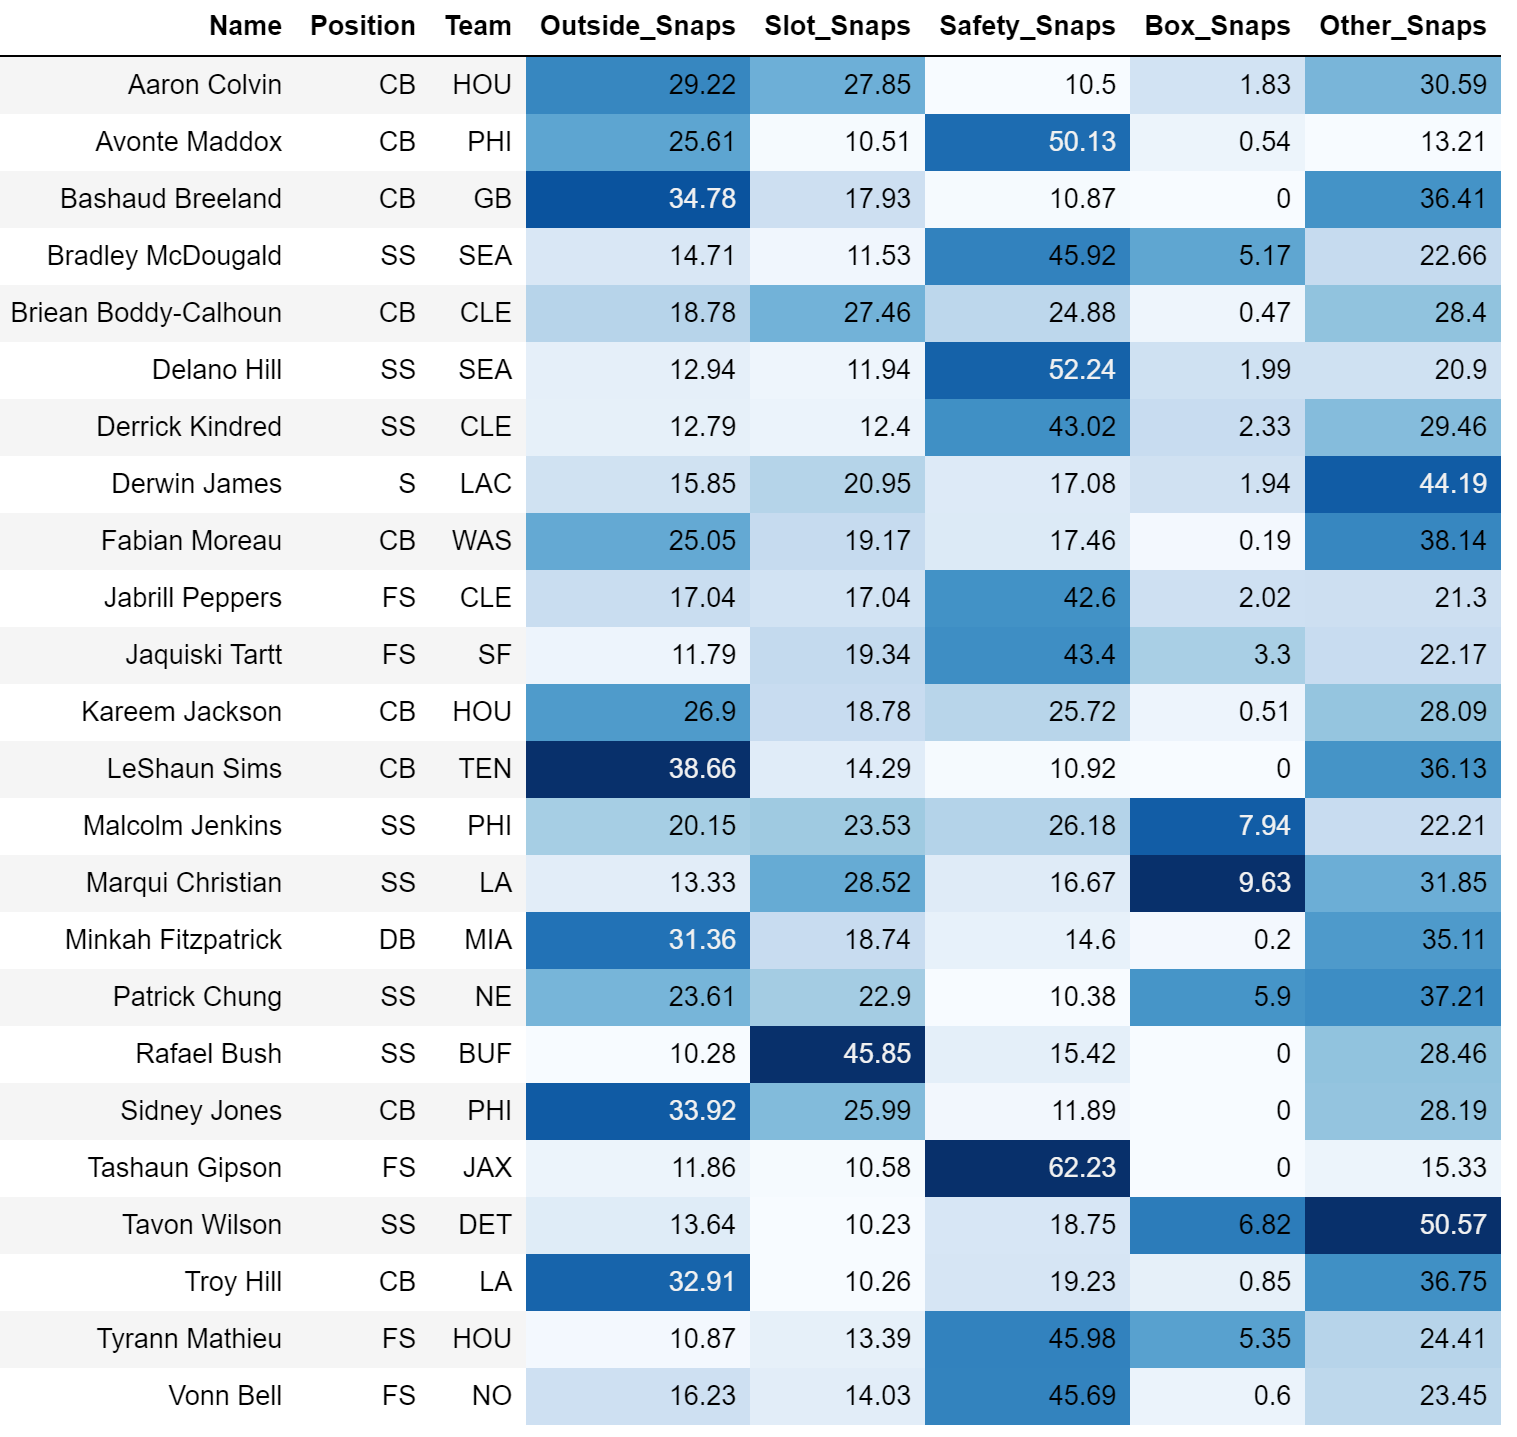 Name Position Team Outside_Snaps Slot_Snaps Safety_Snaps Box_Snaps Other_Snaps
Aaron Colvin CB HOU 29.22 27.85 10.5 1.83 30.59
Avonte Maddox CB PHI 25.61 10.51 50.13 0.54 13.21
Bashaud Breeland CB GB 34.78 17.93 10.87 0 36.41
Bradley McDougald SS SEA 14.71 11.53 45.92 5.17 22.66
Briean Boddy-Calhoun CB CLE 18.78 27.46 24.88 0.47 28.4
Delano Hill SS SEA 12.94 11.94 52.24 1.99 20.9
Derrick Kindred SS CLE 12.79 12.4 43.02 2.33 29.46
Derwin James S LAC 15.85 20.95 17.08 1.94 44.19
Fabian Moreau CB WAS 25.05 19.17 17.46 0.19 38.14
Jabrill Peppers FS CLE 17.04 17.04 42.6 2.02 21.3
Jaquiski Tartt FS SF 11.79 19.34 43.4 3.3 22.17
Kareem Jackson CB HOU 26.9 18.78 25.72 0.51 28.09
LeShaun Sims CB TEN 38.66 14.29 10.92 0 36.13
Malcolm Jenkins SS PHI 20.15 23.53 26.18 7.94 22.21
Marqui Christian SS LA 13.33 28.52 16.67 9.63 31.85
Minkah Fitzpatrick DB MIA 31.36 18.74 14.6 0.2 35.11
Patrick Chung SS NE 23.61 22.9 10.38 5.9 37.21
Rafael Bush SS BUF 10.28 45.85 15.42 0 28.46
Sidney Jones CB PHI 33.92 25.99 11.89 0 28.19
Tashaun Gipson FS JAX 11.86 10.58 62.23 0 15.33
Tavon Wilson SS DET 13.64 10.23 18.75 6.82 50.57
Troy Hill CB LA 32.91 10.26 19.23 0.85 36.75
Tyrann Mathieu FS HOU 10.87 13.39 45.98 5.35 24.41
Vonn Bell FS NO 16.23 14.03 45.69 0.6 23.45